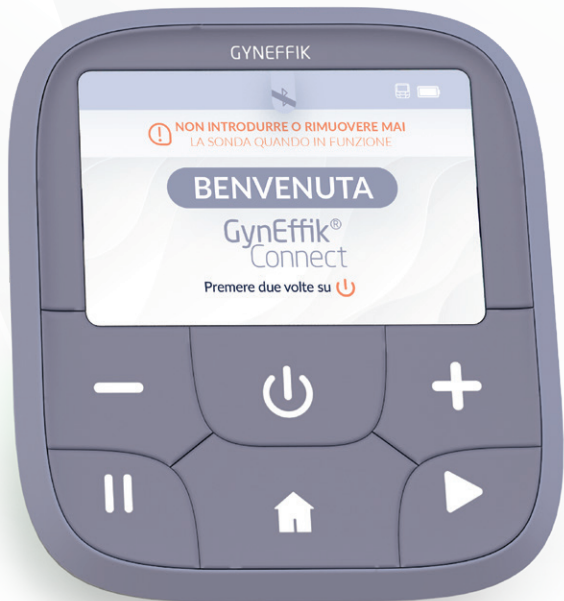 GYNEFFIK
NON INTRODURRE O RIMUOVERE MAI
LA SONDA QUANDO IN FUNZIONE
BENVENUTA
GynEffik®
Connect
Premere due volte su